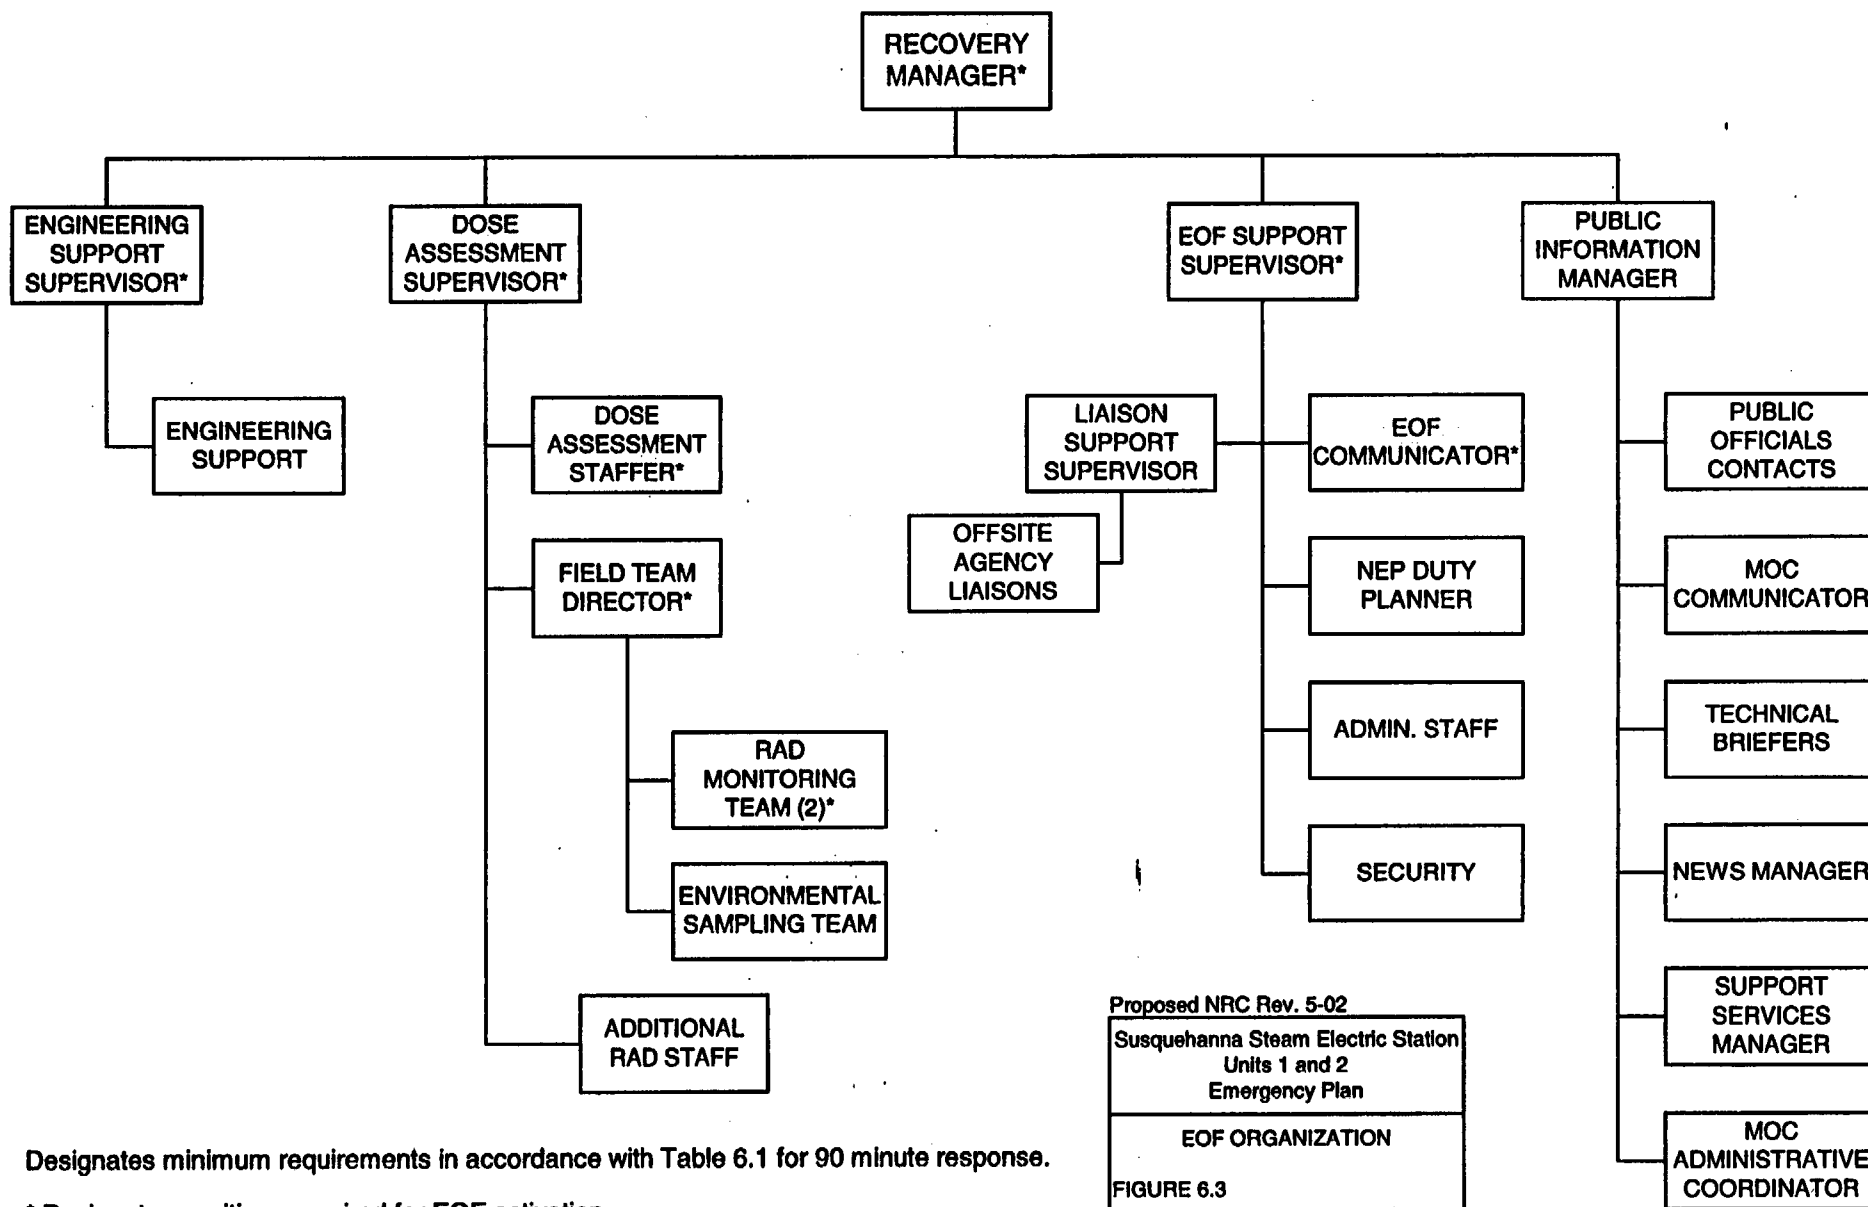 RECOVERY
MANAGER*
ENGINEERING
SUPPORT
SUPERVISOR*
DOSE
ASSESSMENT
SUPERVISOR*
EOF SUPPORT
SUPERVISOR*
PUBLIC
INFORMATION
MANAGER
ENGINEERING
SUPPORT
DOSE
ASSESSMENT
STAFFER*
FIELD TEAM
DIRECTOR*
RAD
MONITORING
TEAM (2)*
ENVIRONMENTAL
SAMPLING TEAM
ADDITIONAL
RAD STAFF
LIAISON
SUPPORT
SUPERVISOR
OFFSITE
AGENCY
LIAISONS
EOF
COMMUNICATOR*
NEP DUTY
PLANNER
ADMIN. STAFF
SECURITY
PUBLIC
OFFICIALS
CONTACTS
MOC
COMMUNICATOR
TECHNICAL
BRIEFERS
NEWS MANAGER
SUPPORT
SERVICES
MANAGER
MOC
ADMINISTRATIVE
COORDINATOR
Proposed NRC Rev. 5-02
Susquehanna Steam Electric Station
Units 1 and 2
Emergency Plan
EOF ORGANIZATION
FIGURE 6.3
Designates minimum requirements in accordance with Table 6.1 for 90 minute response.